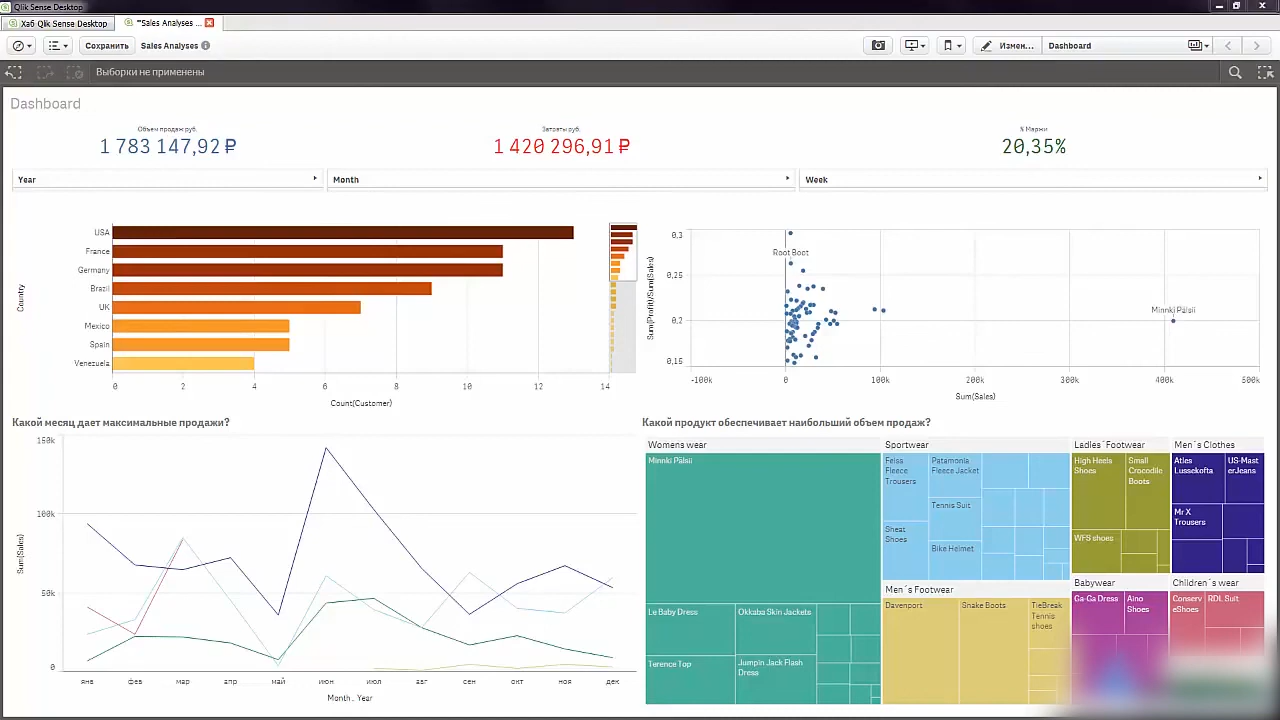 Qlik Sense Desktop
Хаб Qlik Sense Desktop
*Sales Analyses ...
Сохранить
Sales Analyses
Измен...
Dashboard
Выборки не применены
Dashboard
Объем продаж руб.
1 783 147,92 ₽
Затраты руб.
1 420 296,91 ₽
% Маржи
20,35%
Year
Month
Week
Country
USA
France
Germany
Brazil
UK
Mexico
Spain
Venezuela
0 2 4 6 8 10 12 14
Count(Customer)
Sum(Profit)/Sum(Sales)
0,3
0,25
0,2
0,15
Root Boot
Minnki Pälsii
-100k 0 100k 200k 300k 400k 500k
Sum(Sales)
Какой месяц дает максимальные продажи?
Sum(Sales)
150k
100k
50k
0
янв фев мар апр май июн июл авг сен окт ноя дек
Month, Year
Какой продукт обеспечивает наибольший объем продаж?
Womens wear
Minnki Pälsii
Le Baby Dress
Okkaba Skin Jackets
Terence Top
Jumpin Jack Flash
Dress
Sportwear
Feiss
Fleece
Trousers
Patamonia
Fleece Jacket
Tennis Suit
Sheat
Shoes
Bike Helmet
Men´s Footwear
Davenport
Snake Boots
TieBreak
Tennis
shoes
Ladies´Footwear
High Heels
Shoes
Small
Crocodile
Boots
WFS shoes
Men´s Clothes
Atles
Lussekofta
US-Mast
erJeans
Mr X
Trousers
Babywear
Ga-Ga Dress
Aino
Shoes
Children´s wear
Conserv
eShoes
RDL Suit